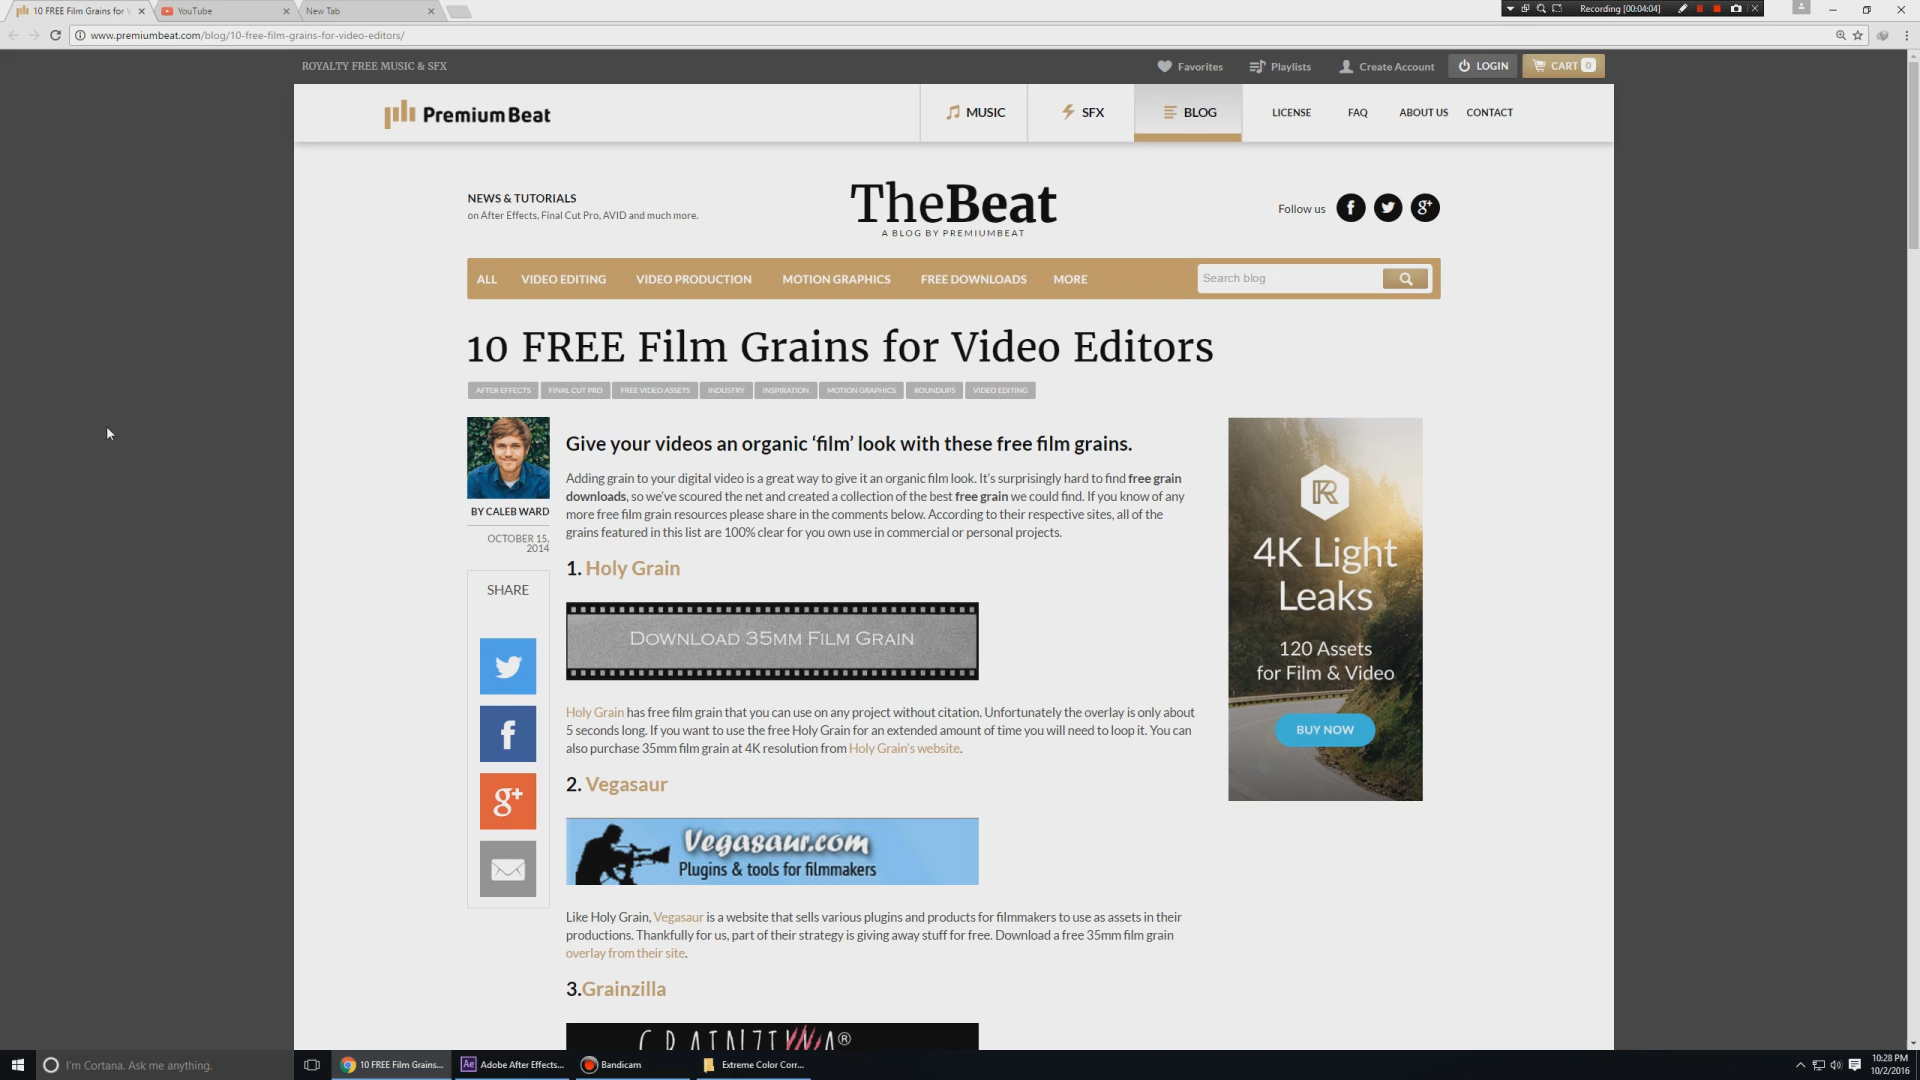 10 FREE Film Grains for
YouTube
New Tab
Recording [00:04:04]
www.premiumbeat.com/blog/10-free-film-grains-for-video-editors/
ROYALTY FREE MUSIC & SFX
Favorites
Playlists
Create Account
LOGIN
CART 0
PremiumBeat
MUSIC
SFX
BLOG
LICENSE
FAQ
ABOUT US
CONTACT
NEWS & TUTORIALS
on After Effects, Final Cut Pro, AVID and much more.
TheBeat
A BLOG BY PREMIUMBEAT
Follow us
ALL
VIDEO EDITING
VIDEO PRODUCTION
MOTION GRAPHICS
FREE DOWNLOADS
MORE
Search blog
10 FREE Film Grains for Video Editors
AFTER EFFECTS
FINAL CUT PRO
FREE VIDEO ASSETS
INDUSTRY
INSPIRATION
MOTION GRAPHICS
ROUNDUPS
VIDEO EDITING
BY CALEB WARD
OCTOBER 15,
2014
SHARE
Give your videos an organic ‘film’ look with these free film grains.
Adding grain to your digital video is a great way to give it an organic film look. It’s surprisingly hard to find free grain
downloads, so we’ve scoured the net and created a collection of the best free grain we could find. If you know of any
more free film grain resources please share in the comments below. According to their respective sites, all of the
grains featured in this list are 100% clear for you own use in commercial or personal projects.
1. Holy Grain
DOWNLOAD 35MM FILM GRAIN
Holy Grain has free film grain that you can use on any project without citation. Unfortunately the overlay is only about
5 seconds long. If you want to use the free Holy Grain for an extended amount of time you will need to loop it. You can
also purchase 35mm film grain at 4K resolution from Holy Grain’s website.
2. Vegasaur
Vegasaur.com
Plugins & tools for filmmakers
Like Holy Grain, Vegasaur is a website that sells various plugins and products for filmmakers to use as assets in their
productions. Thankfully for us, part of their strategy is giving away stuff for free. Download a free 35mm film grain
overlay from their site.
3.Grainzilla
GRAINZILLA®
4K Light
Leaks
120 Assets
for Film & Video
BUY NOW
I'm Cortana. Ask me anything.
10 FREE Film Grains...
Adobe After Effects...
Bandicam
Extreme Color Corr...
10:28 PM
10/2/2016